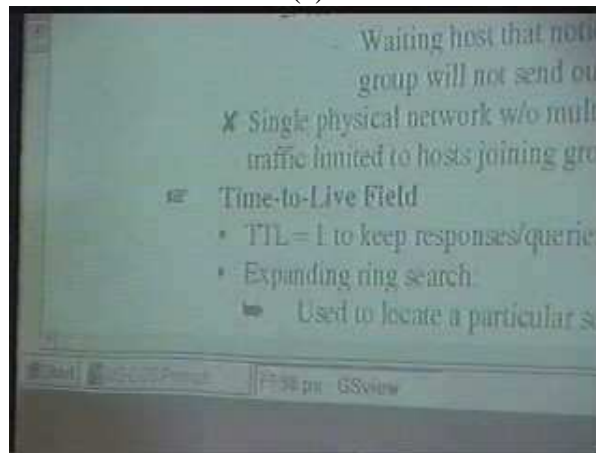 Waiting host that noti
group will not send ou
✘ Single physical network w/o mult
traffic limited to hosts joining gro
☞ Time-to-Live Field
• TTL = 1 to keep responses/querie
• Expanding ring search
➥ Used to locate a particular s
Start GSview